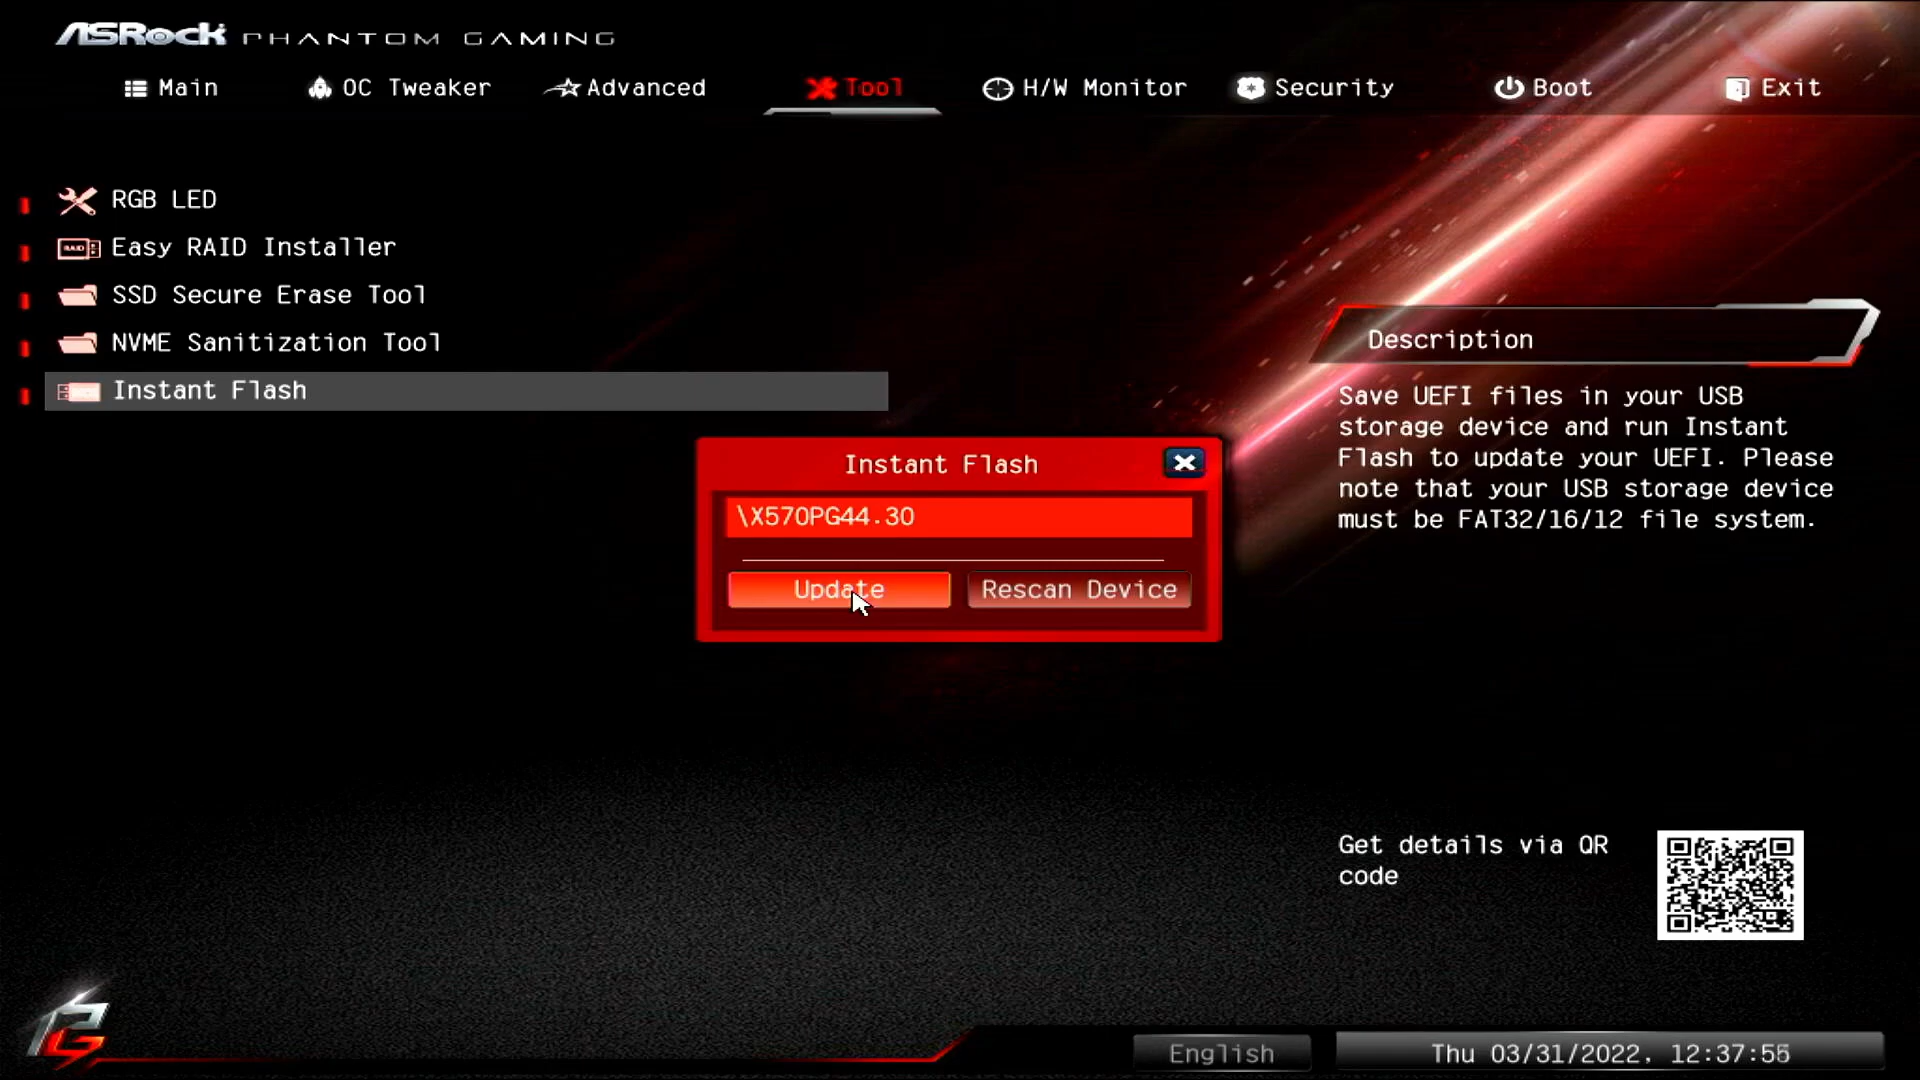 ASRock PHANTOM GAMING
Main OC Tweaker Advanced Tool H/W Monitor Security Boot Exit
RGB LED
RAID Easy RAID Installer
SSD Secure Erase Tool
NVME Sanitization Tool
Instant Flash
Instant Flash
\X570PG44.30
Update Rescan Device
Description
Save UEFI files in your USB
storage device and run Instant
Flash to update your UEFI. Please
note that your USB storage device
must be FAT32/16/12 file system.
Get details via QR
code
PG
English
Thu 03/31/2022, 12:37:56